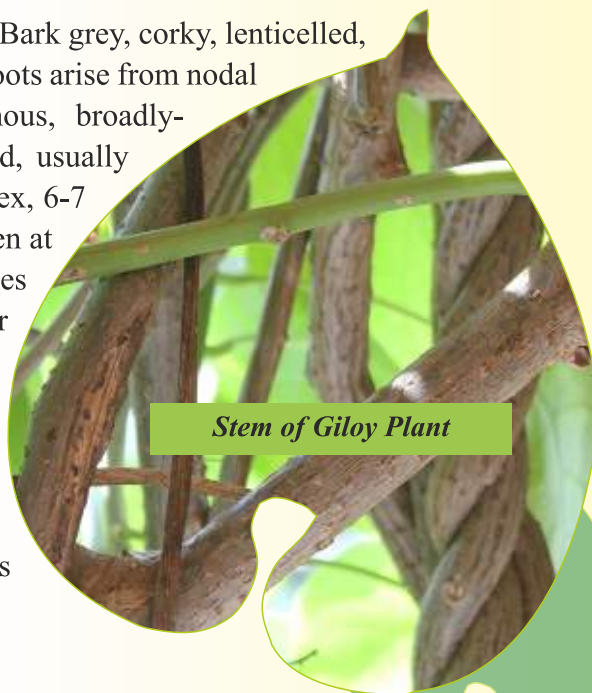 Bark grey, corky, lenticelled,
oots arise from nodal
nous, broadly-
d, usually
ex, 6-7
en at
es
r
Stem of Giloy Plant
s